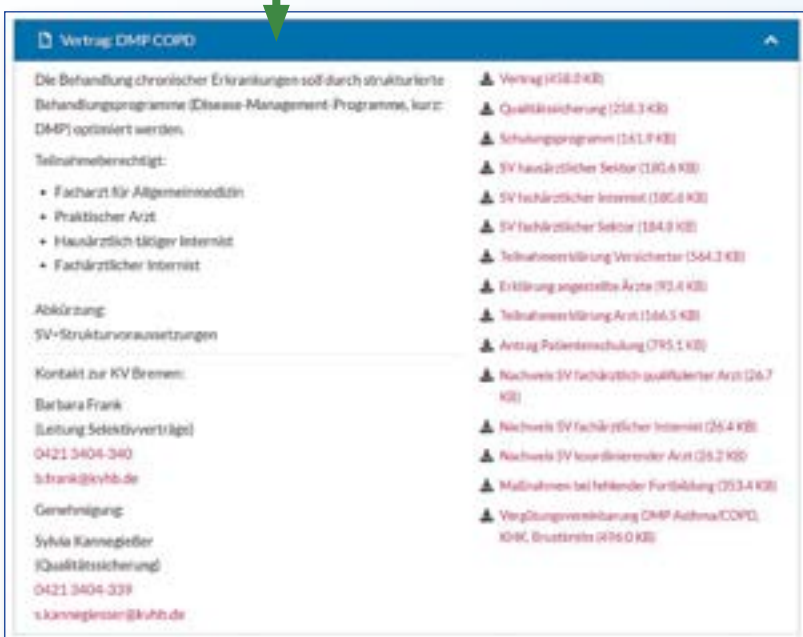 Vertrag: DMP COPD
Die Behandlung chronischer Erkrankungen soll durch strukturierte
Behandlungsprogramme (Disease-Management-Programme, kurz:
DMP) optimiert werden.
Teilnahmeberechtigt:
• Facharzt für Allgemeinmedizin
• Praktischer Arzt
• Hausärztlich tätiger Internist
• Fachärztlicher Internist
Abkürzung:
SV=Strukturvoraussetzungen
Kontakt zur KV Bremen:
Barbara Frank
(Leitung Selektivverträge)
0421 3404-340
b.frank@kvhb.de
Genehmigung:
Sylvia Kannegießer
(Qualitätssicherung)
0421 3404-339
s.kannegiesser@kvhb.de
Vertrag (458.0 KB)
Qualitätssicherung (258.3 KB)
Schulungsprogramm (161.9 KB)
SV hausärztlicher Sektor (180.6 KB)
SV fachärztlicher Internist (180.6 KB)
SV fachärztlicher Sektor (184.8 KB)
Teilnahmeerklärung Versicherter (564.3 KB)
Erklärung angestellte Ärzte (93.4 KB)
Teilnahmeerklärung Arzt (566.5 KB)
Antrag Patientenschulung (795.1 KB)
Nachweis SV fachärztlich qualifizierter Arzt (26.7
KB)
Nachweis SV fachärztlicher Internist (26.4 KB)
Nachweis SV koordinierender Arzt (26.2 KB)
Maßnahmen bei fehlender Fortbildung (353.4 KB)
Vergütungsvereinbarung DMP Asthma/COPD,
KHK, Brustkrebs (496.0 KB)